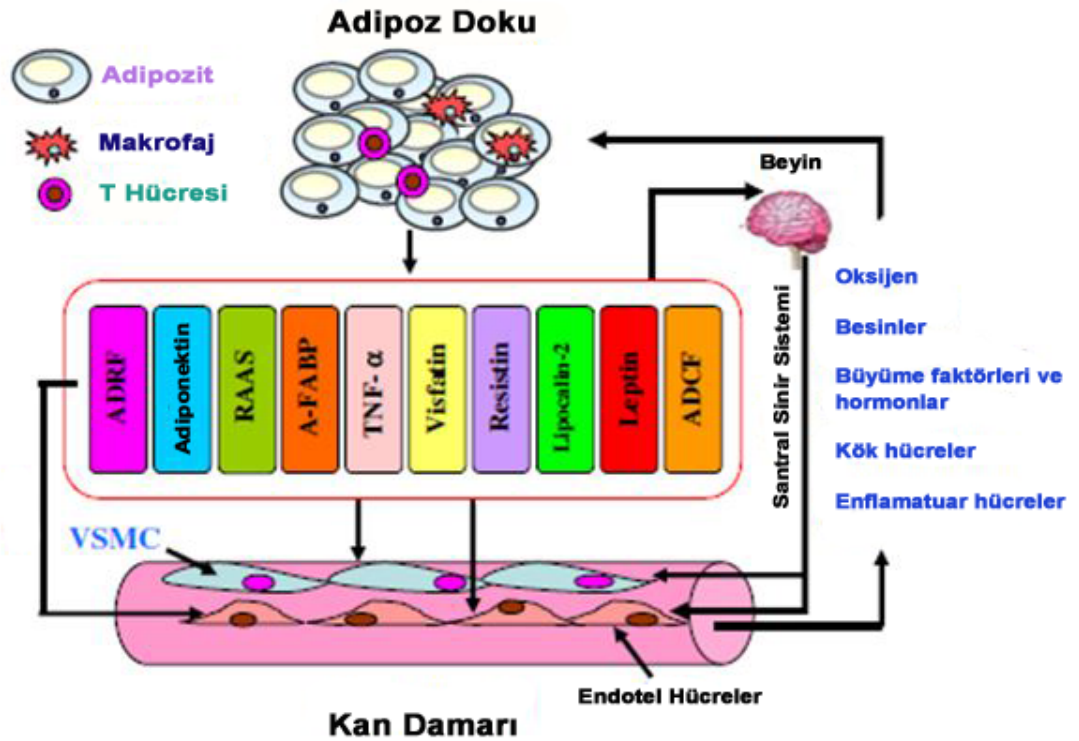 Adipoz Doku
Adipozit
Makrofaj
T Hücresi
Beyin
Santral Sinir Sistemi
Oksijen
Besinler
Büyüme faktörleri ve
hormonlar
Kök hücreler
Enflamatuar hücreler
ADRF
Adiponektin
RAAS
A-FABP
TNF- α
Visfatin
Resistin
Lipocalin-2
Leptin
ADCF
VSMC
Endotel Hücreler
Kan Damarı